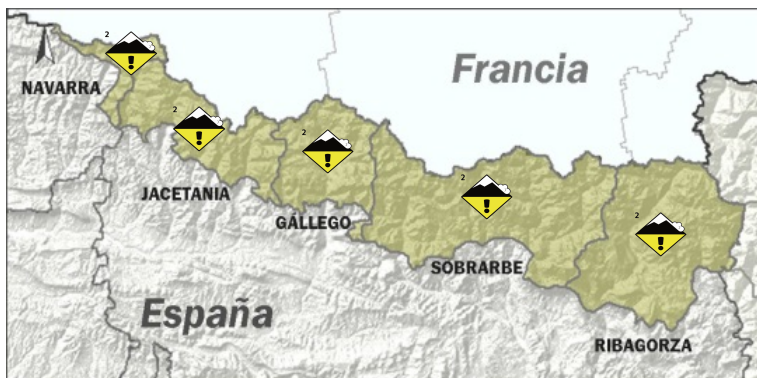 2
Francia
NAVARRA
2
2
JACETANIA
2
GÁLLEGO
2
SOBRARBE
España
RIBAGORZA